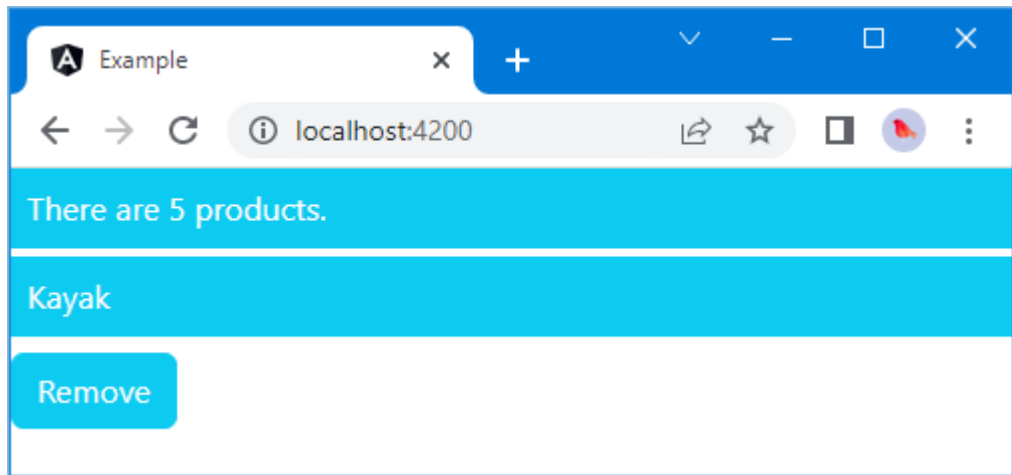 Example
localhost:4200
There are 5 products.
Kayak
Remove